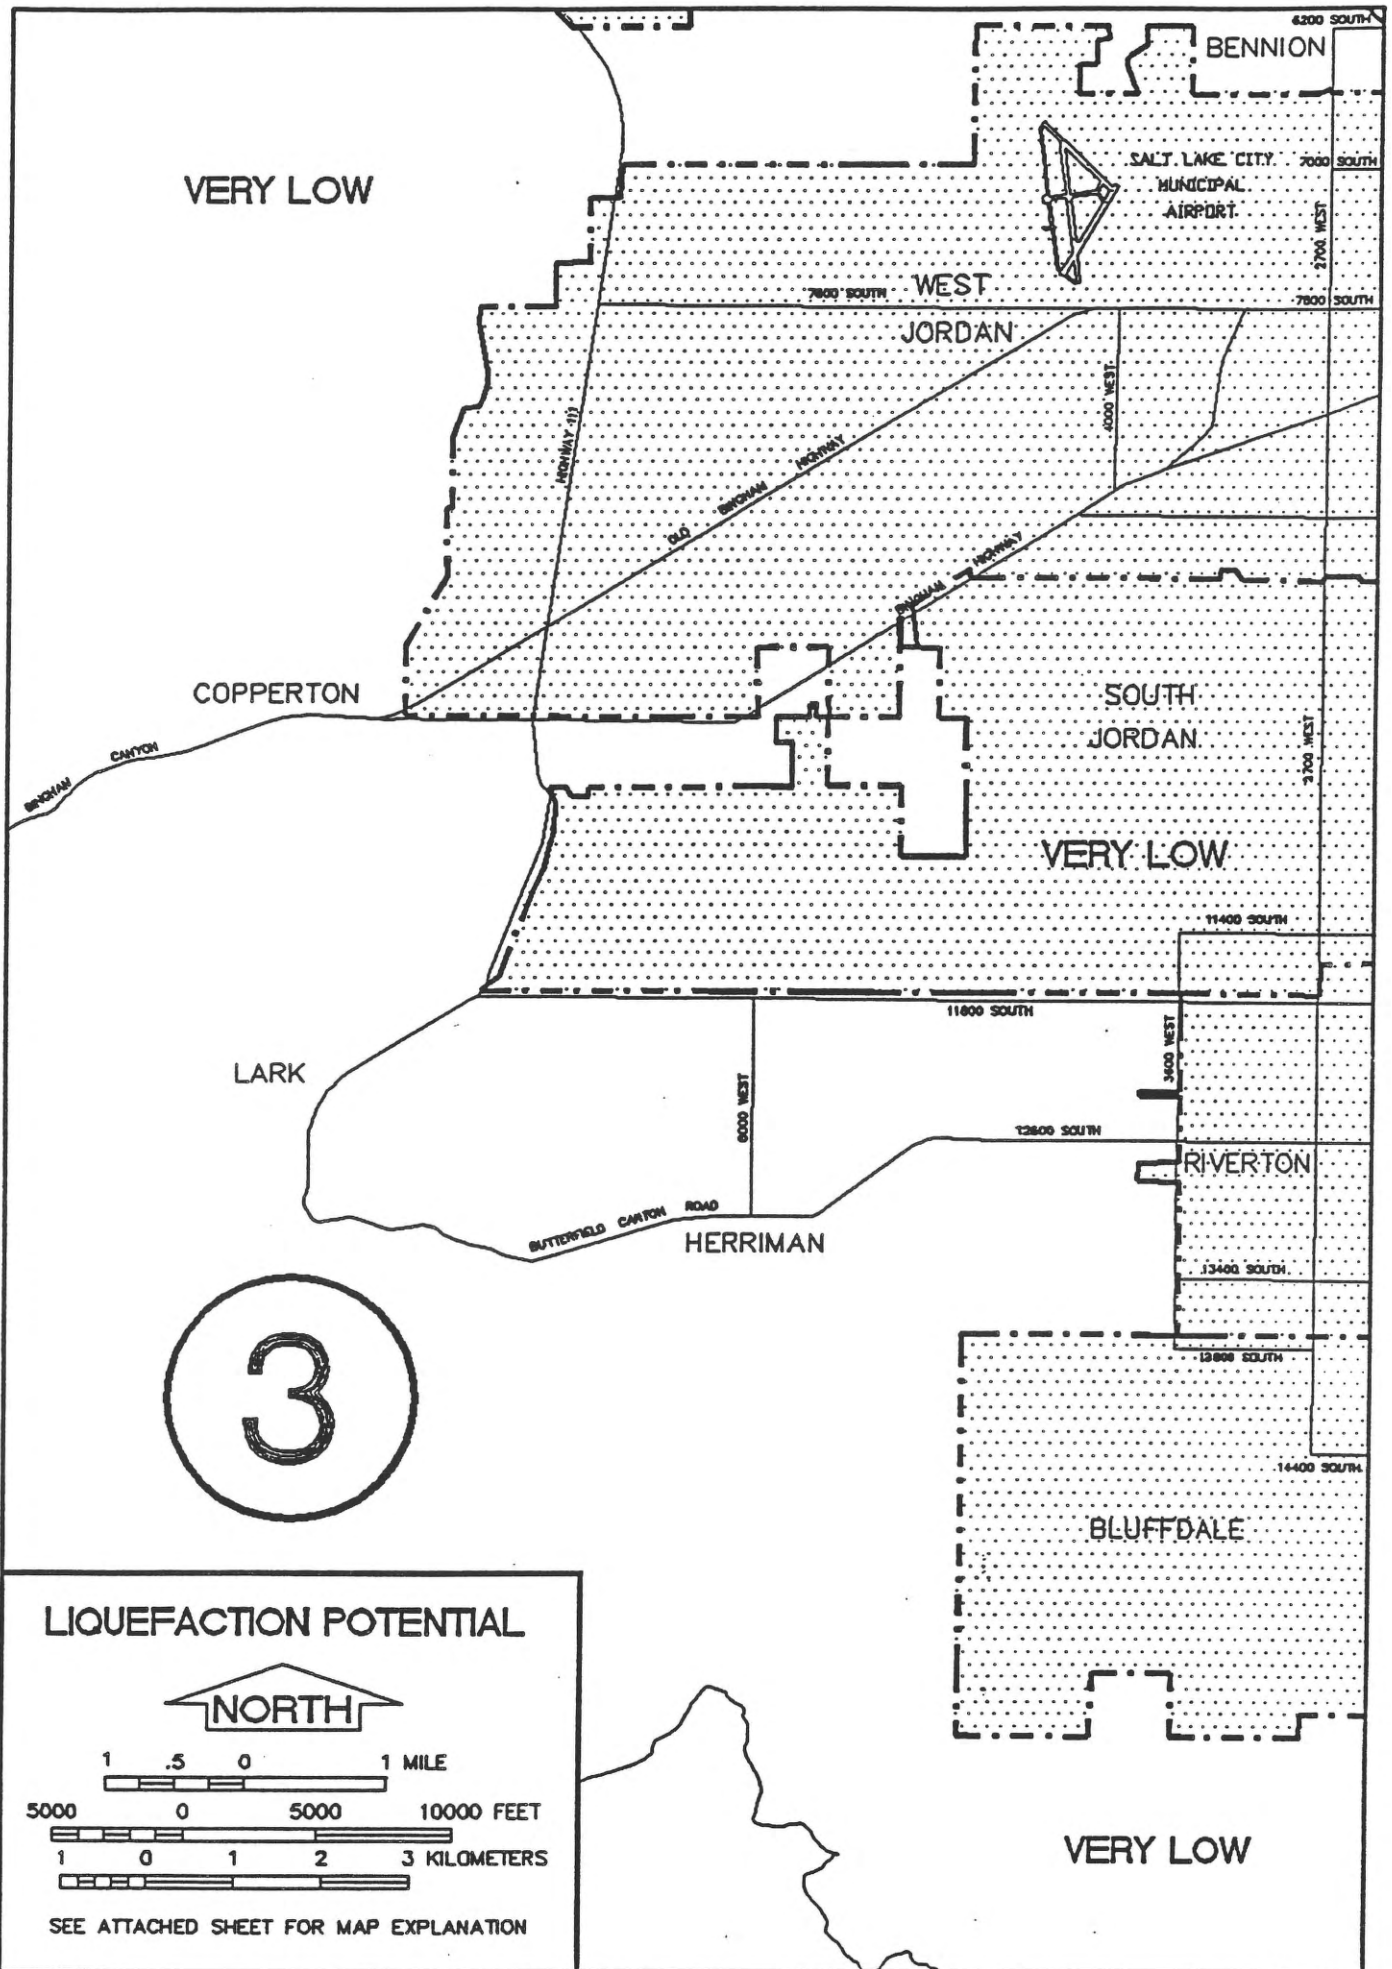 6200 SOUTH
BENNION
VERY LOW
SALT LAKE CITY
MUNICIPAL
AIRPORT
7000 SOUTH
2700 WEST
WEST
JORDAN
7800 SOUTH
7800 SOUTH
4000 WEST
HIGHWAY 111
OLD BINGHAM HIGHWAY
BINGHAM HIGHWAY
COPPERTON
SOUTH
JORDAN
BINGHAM CANYON
2700 WEST
VERY LOW
11400 SOUTH
11800 SOUTH
3600 WEST
LARK
6000 WEST
12600 SOUTH
RIVERTON
BUTTERFIELD CANYON ROAD
HERRIMAN
13400 SOUTH
3
13800 SOUTH
14400 SOUTH
BLUFFDALE
LIQUEFACTION POTENTIAL
NORTH
1 .5 0 1 MILE
5000 0 5000 10000 FEET
1 0 1 2 3 KILOMETERS
VERY LOW
SEE ATTACHED SHEET FOR MAP EXPLANATION